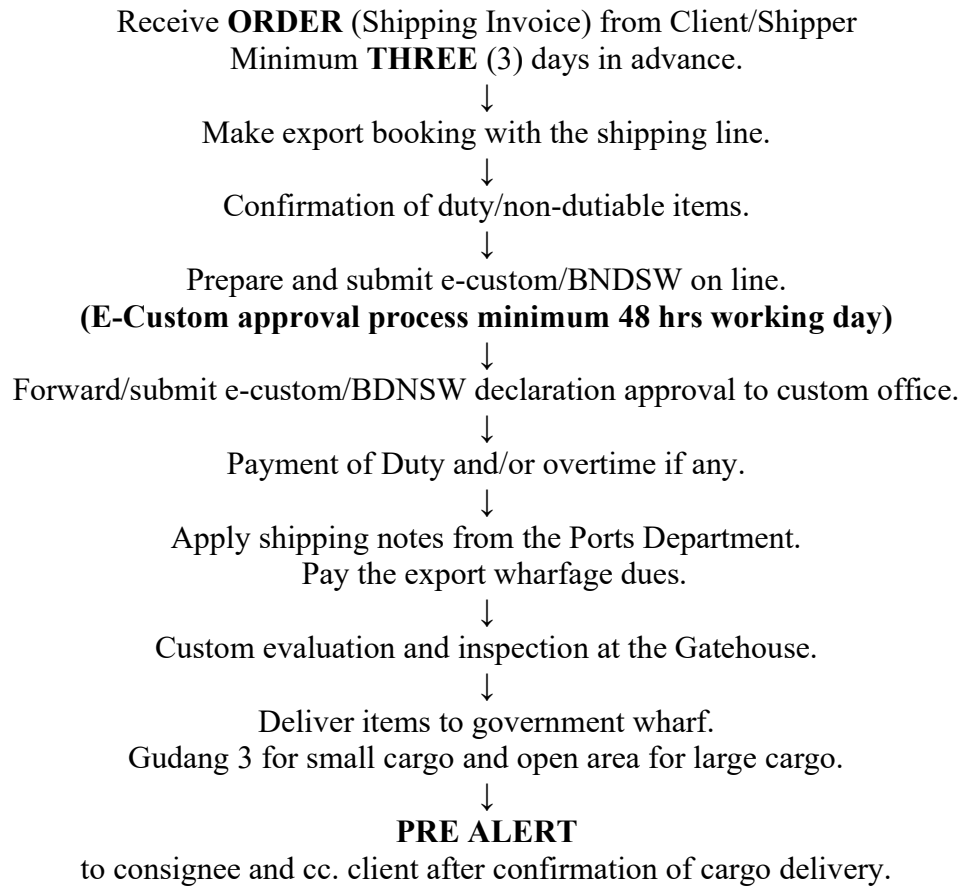 Receive ORDER (Shipping Invoice) from Client/Shipper
Minimum THREE (3) days in advance.
↓
Make export booking with the shipping line.
↓
Confirmation of duty/non-dutiable items.
↓
Prepare and submit e-custom/BNDSW on line.
(E-Custom approval process minimum 48 hrs working day)
↓
Forward/submit e-custom/BDNSW declaration approval to custom office.
↓
Payment of Duty and/or overtime if any.
↓
Apply shipping notes from the Ports Department.
Pay the export wharfage dues.
↓
Custom evaluation and inspection at the Gatehouse.
↓
Deliver items to government wharf.
Gudang 3 for small cargo and open area for large cargo.
↓
PRE ALERT
to consignee and cc. client after confirmation of cargo delivery.